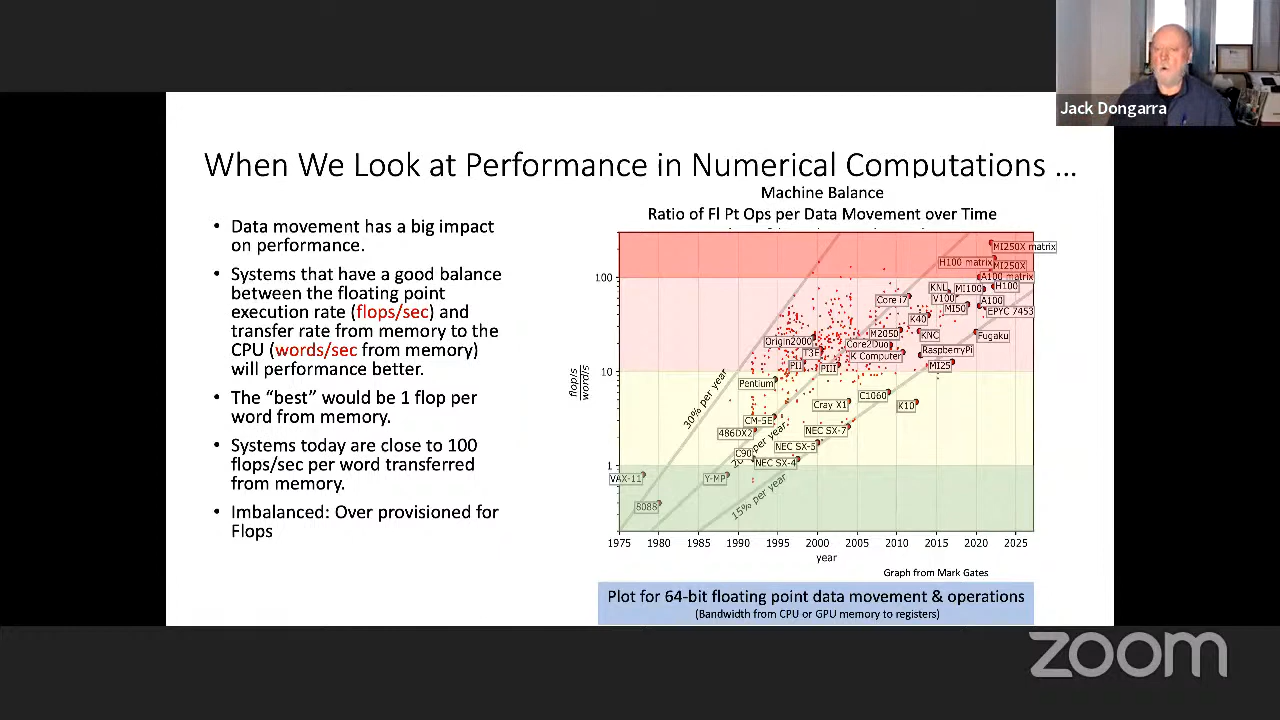 Jack Dongarra
When We Look at Performance in Numerical Computations ...
• Data movement has a big impact
on performance.
• Systems that have a good balance
between the floating point
execution rate (flops/sec) and
transfer rate from memory to the
CPU (words/sec from memory)
will performance better.
• The "best" would be 1 flop per
word from memory.
• Systems today are close to 100
flops/sec per word transferred
from memory.
• Imbalanced: Over provisioned for
Flops
Machine Balance
Ratio of Fl Pt Ops per Data Movement over Time
MI250X matrix
H100 matrix
MI250X
100
A100 matrix
KNL
MI100
H100
Core i7
V100
A100
MI50
EPYC 7453
K40
Origin2000
M2050
KNC
Fugaku
T3E
Core2Duo
RaspberryPi
K Computer
PII
PIII
MI25
10
Pentium
flop/s
words/s
30% per year
C1060
Cray X1
K10
CM-5E
486DX2
20% per year
NEC SX-7
NEC SX-5
C90
NEC SX-4
1
VAX-11
Y-MP
15% per year
8088
1975 1980 1985 1990 1995 2000 2005 2010 2015 2020 2025
year
Graph from Mark Gates
Plot for 64-bit floating point data movement & operations
(Bandwidth from CPU or GPU memory to registers)
zoom